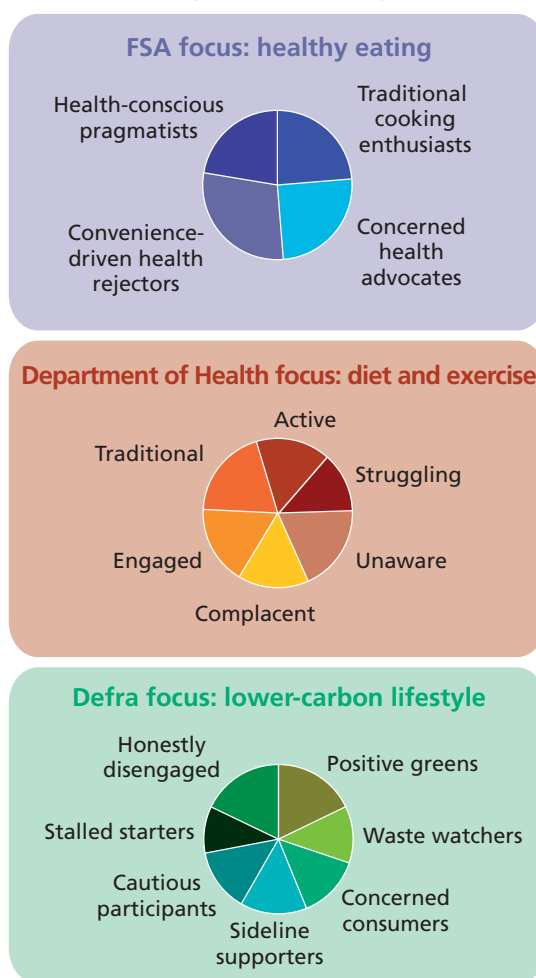 FSA focus: healthy eating
Health-conscious
pragmatists
Traditional
cooking
enthusiasts
Convenience-
driven health
rejectors
Concerned
health
advocates
Department of Health focus: diet and exercise
Active
Traditional
Struggling
Engaged
Unaware
Complacent
Defra focus: lower-carbon lifestyle
Honestly
disengaged
Positive greens
Stalled starters
Waste watchers
Cautious
participants
Concerned
consumers
Sideline
supporters